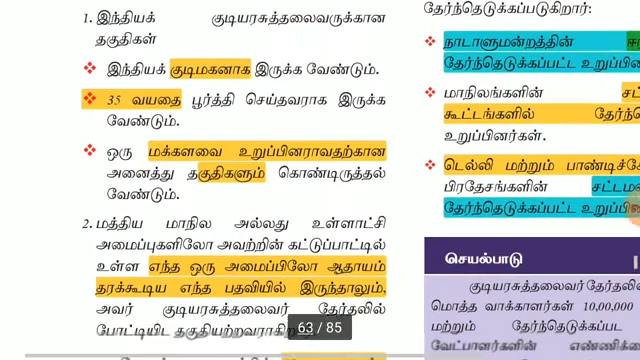 1. இந்தியக் குடியரசுத்தலைவருக்கான
தகுதிகள்
இந்தியக் குடிமகனாக இருக்க வேண்டும்.
35 வயதை பூர்த்தி செய்தவராக இருக்க
வேண்டும்.
ஒரு மக்களவை உறுப்பினராவதற்கான
அனைத்து தகுதிகளும் கொண்டிருத்தல்
வேண்டும்.
2. மத்திய மாநில அல்லது உள்ளாட்சி
அமைப்புகளிலோ அவற்றின் கட்டுப்பாட்டில்
உள்ள எந்த ஒரு அமைப்பிலோ ஆதாயம்
தரக்கூடிய எந்த பதவியில் இருந்தாலும்,
அவர் குடியரசுத்தலைவர் தேர்தலில்
போட்டியிட தகுதியற்றவராகிறார்
63 / 85
தேர்ந்தெடுக்கப்படுகிறார்:
நாடாளுமன்றத்தின்
தேர்ந்தெடுக்கப்பட்ட
மாநிலங்களின்
கூட்டங்களில்
உறுப்பினர்கள்.
டெல்லி மற்றும்
பிரதேசங்களின்
தேர்ந்தெடுக்கப்பட்ட
செயல்பாடு
குடியரசுத்தலைவர்
மொத்த வாக்காளர்கள் 10,00,000
மற்றும் தேர்ந்தெடுக்கப்பட்ட
வேட்பாளர்களின் எண்ணிக்கை